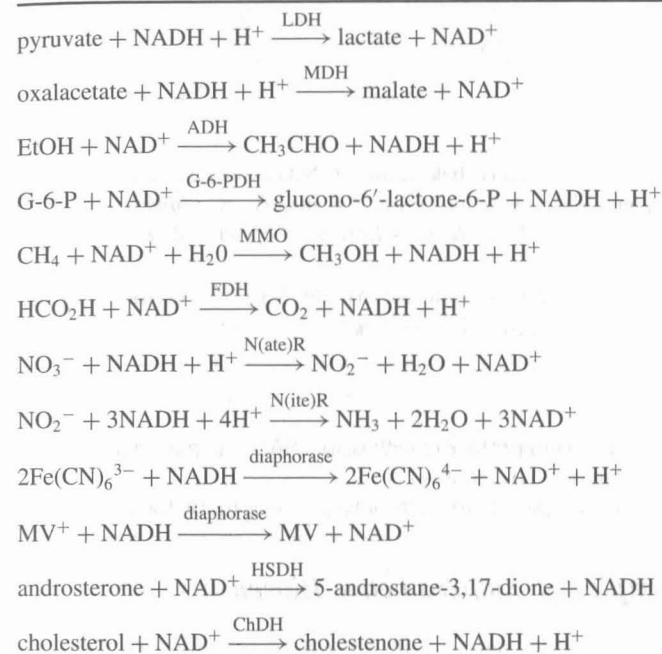 pyruvate + NADH + H⁺ —LDH→ lactate + NAD⁺
oxalacetate + NADH + H⁺ —MDH→ malate + NAD⁺
EtOH + NAD⁺ —ADH→ CH₃CHO + NADH + H⁺
G-6-P + NAD⁺ —G-6-PDH→ glucono-6′-lactone-6-P + NADH + H⁺
CH₄ + NAD⁺ + H₂0 —MMO→ CH₃OH + NADH + H⁺
HCO₂H + NAD⁺ —FDH→ CO₂ + NADH + H⁺
NO₃⁻ + NADH + H⁺ —N(ate)R→ NO₂⁻ + H₂O + NAD⁺
NO₂⁻ + 3NADH + 4H⁺ —N(ite)R→ NH₃ + 2H₂O + 3NAD⁺
2Fe(CN)₆³⁻ + NADH —diaphorase→ 2Fe(CN)₆⁴⁻ + NAD⁺ + H⁺
MV⁺ + NADH —diaphorase→ MV + NAD⁺
androsterone + NAD⁺ —HSDH→ 5-androstane-3,17-dione + NADH
cholesterol + NAD⁺ —ChDH→ cholestenone + NADH + H⁺